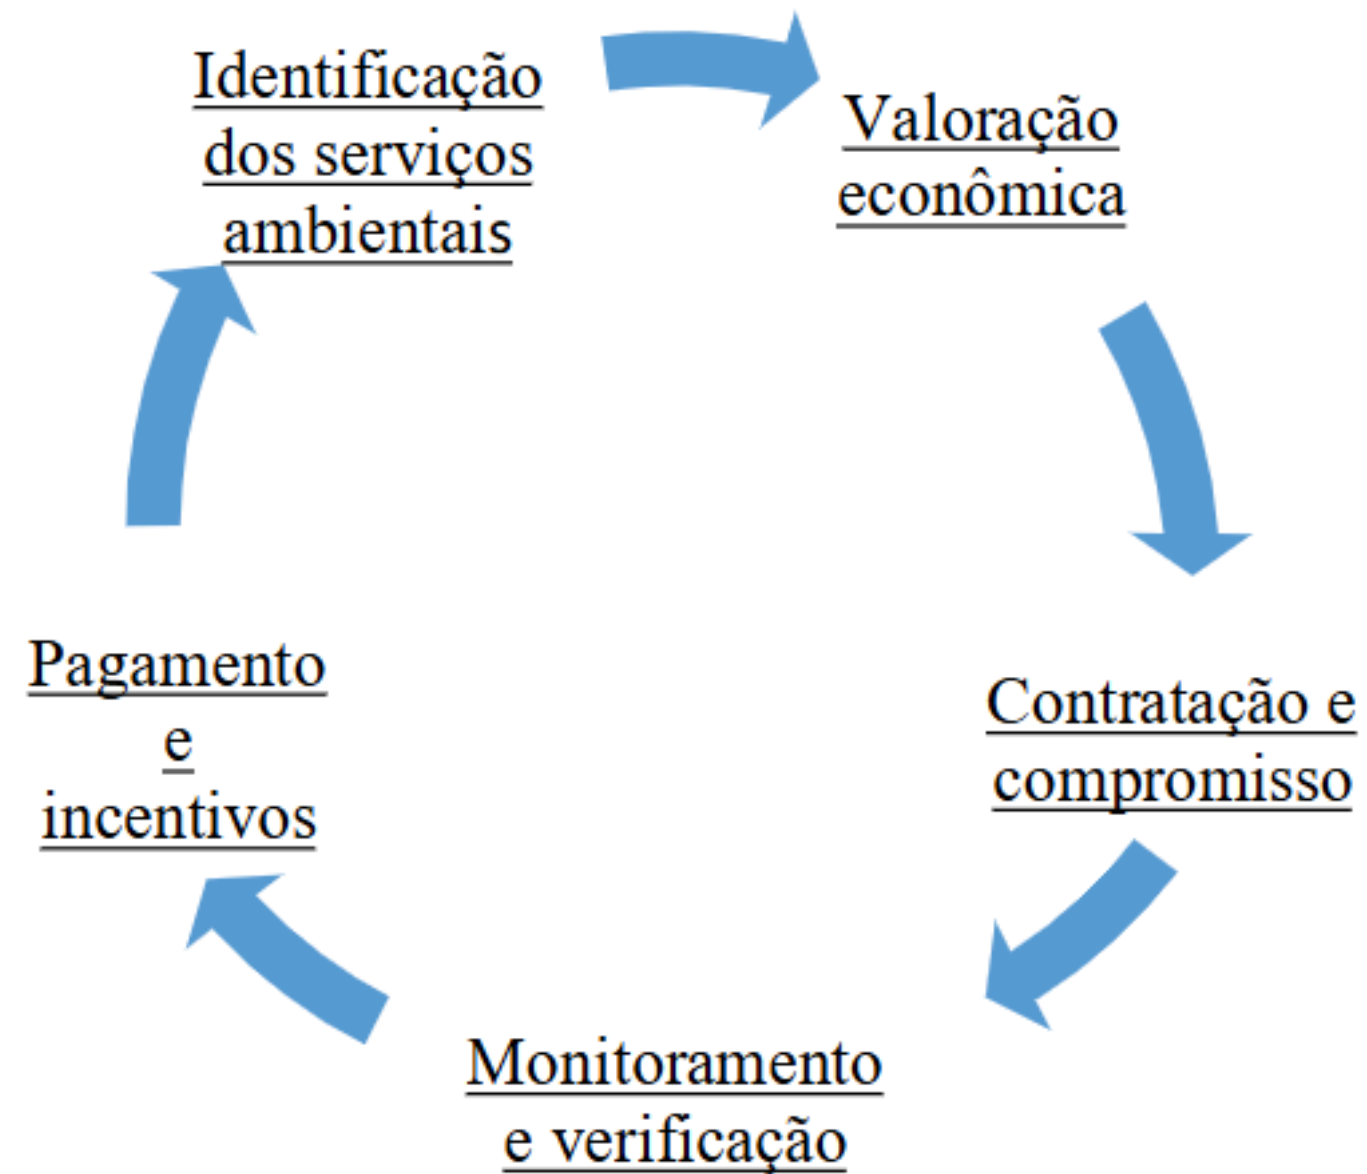 Identificação
dos serviços
ambientais
Valoração
econômica
Contratação e
compromisso
Monitoramento
e verificação
Pagamento
e
incentivos